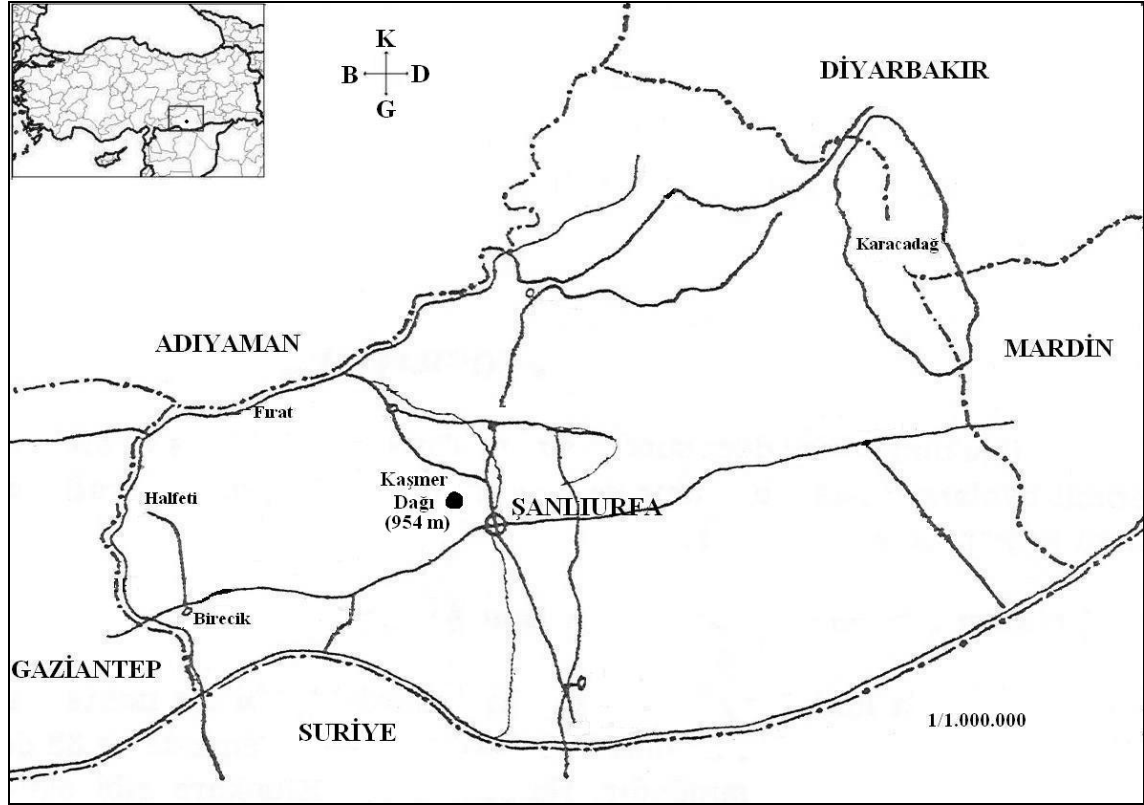 K
B D
G
DİYARBAKIR
Karacadağ
ADIYAMAN
MARDİN
Fırat
Kaşmer
Dağı
(954 m)
Halfeti
ŞANLIURFA
Birecik
GAZİANTEP
SURİYE
1/1.000.000